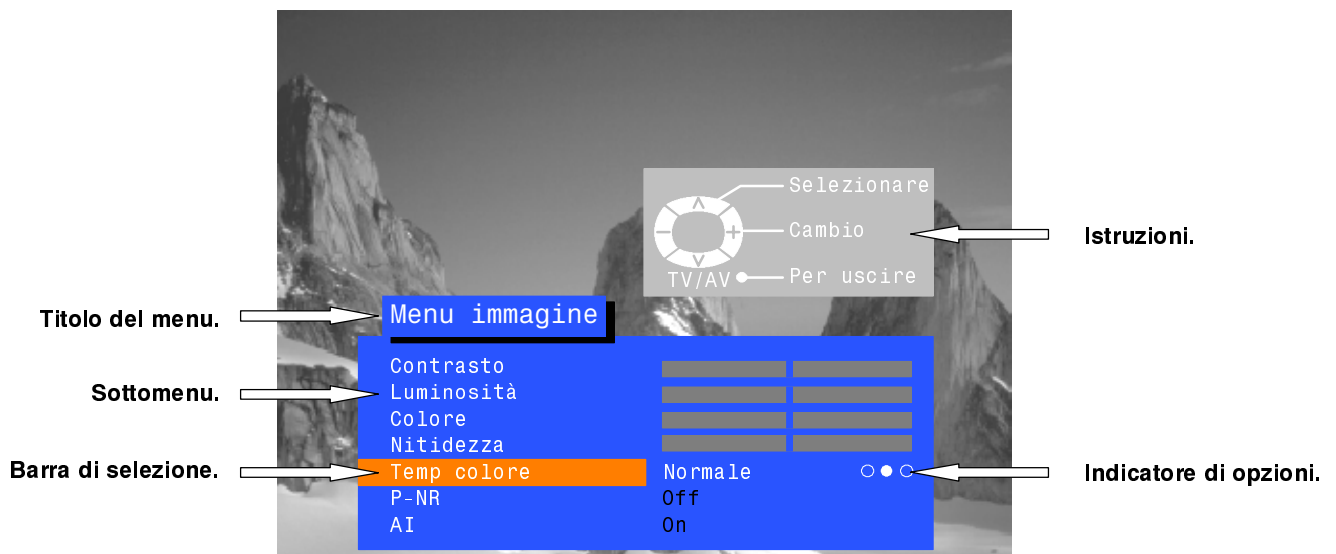 Selezionare
Cambio
TV/AV Per uscire
Istruzioni.
Titolo del menu.
Menu immagine
Contrasto
Sottomenu.
Luminosità
Colore
Nitidezza
Barra di selezione.
Temp colore Normale
Indicatore di opzioni.
P-NR Off
AI On